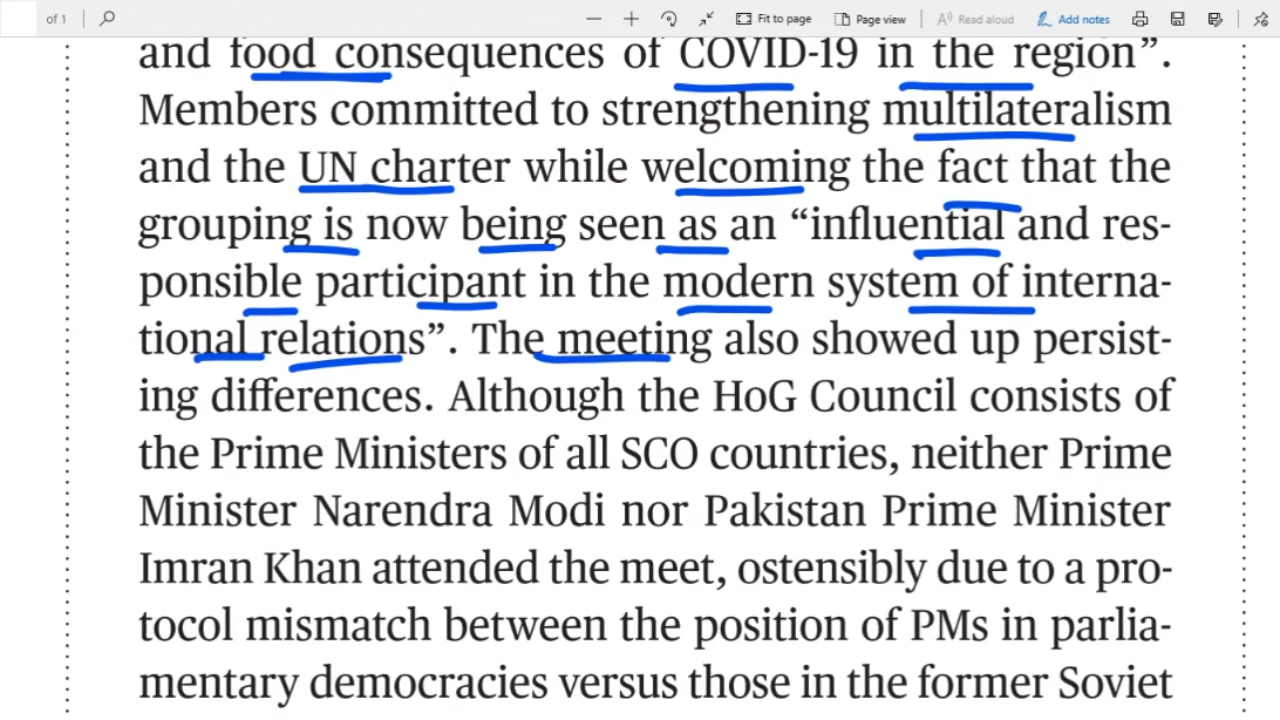 of 1
Fit to page
Page view
Read aloud
Add notes
and food consequences of COVID-19 in the region”.
Members committed to strengthening multilateralism
and the UN charter while welcoming the fact that the
grouping is now being seen as an “influential and res-
ponsible participant in the modern system of interna-
tional relations”. The meeting also showed up persist-
ing differences. Although the HoG Council consists of
the Prime Ministers of all SCO countries, neither Prime
Minister Narendra Modi nor Pakistan Prime Minister
Imran Khan attended the meet, ostensibly due to a pro-
tocol mismatch between the position of PMs in parlia-
mentary democracies versus those in the former Soviet